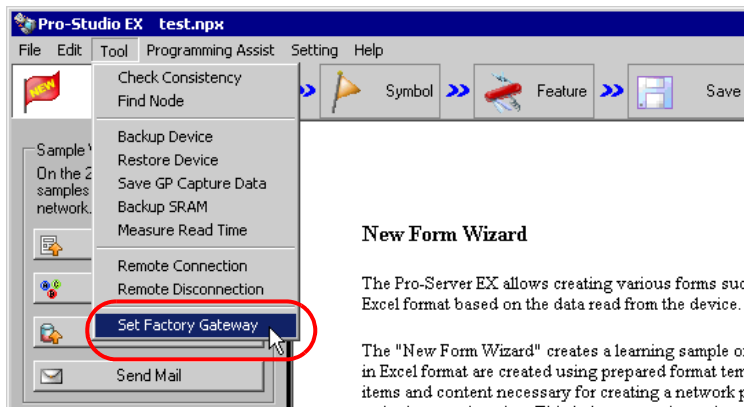 Pro-Studio EX test.npx
File Edit Tool Programming Assist Setting Help
NEW
Symbol Feature Save
Check Consistency
Find Node
Backup Device
Restore Device
Save GP Capture Data
Backup SRAM
Measure Read Time
Remote Connection
Remote Disconnection
Set Factory Gateway
Sample
On the 2
samples
network.
Send Mail
New Form Wizard
The Pro-Server EX allows creating various forms suc
Excel format based on the data read from the device.
The "New Form Wizard" creates a learning sample o
in Excel format are created using prepared format tem
items and content necessary for creating a network p